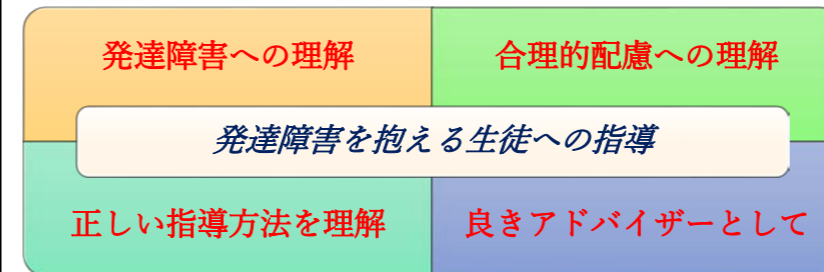 発達障害への理解
合理的配慮への理解
発達障害を抱える生徒への指導
正しい指導方法を理解
良きアドバイザーとして